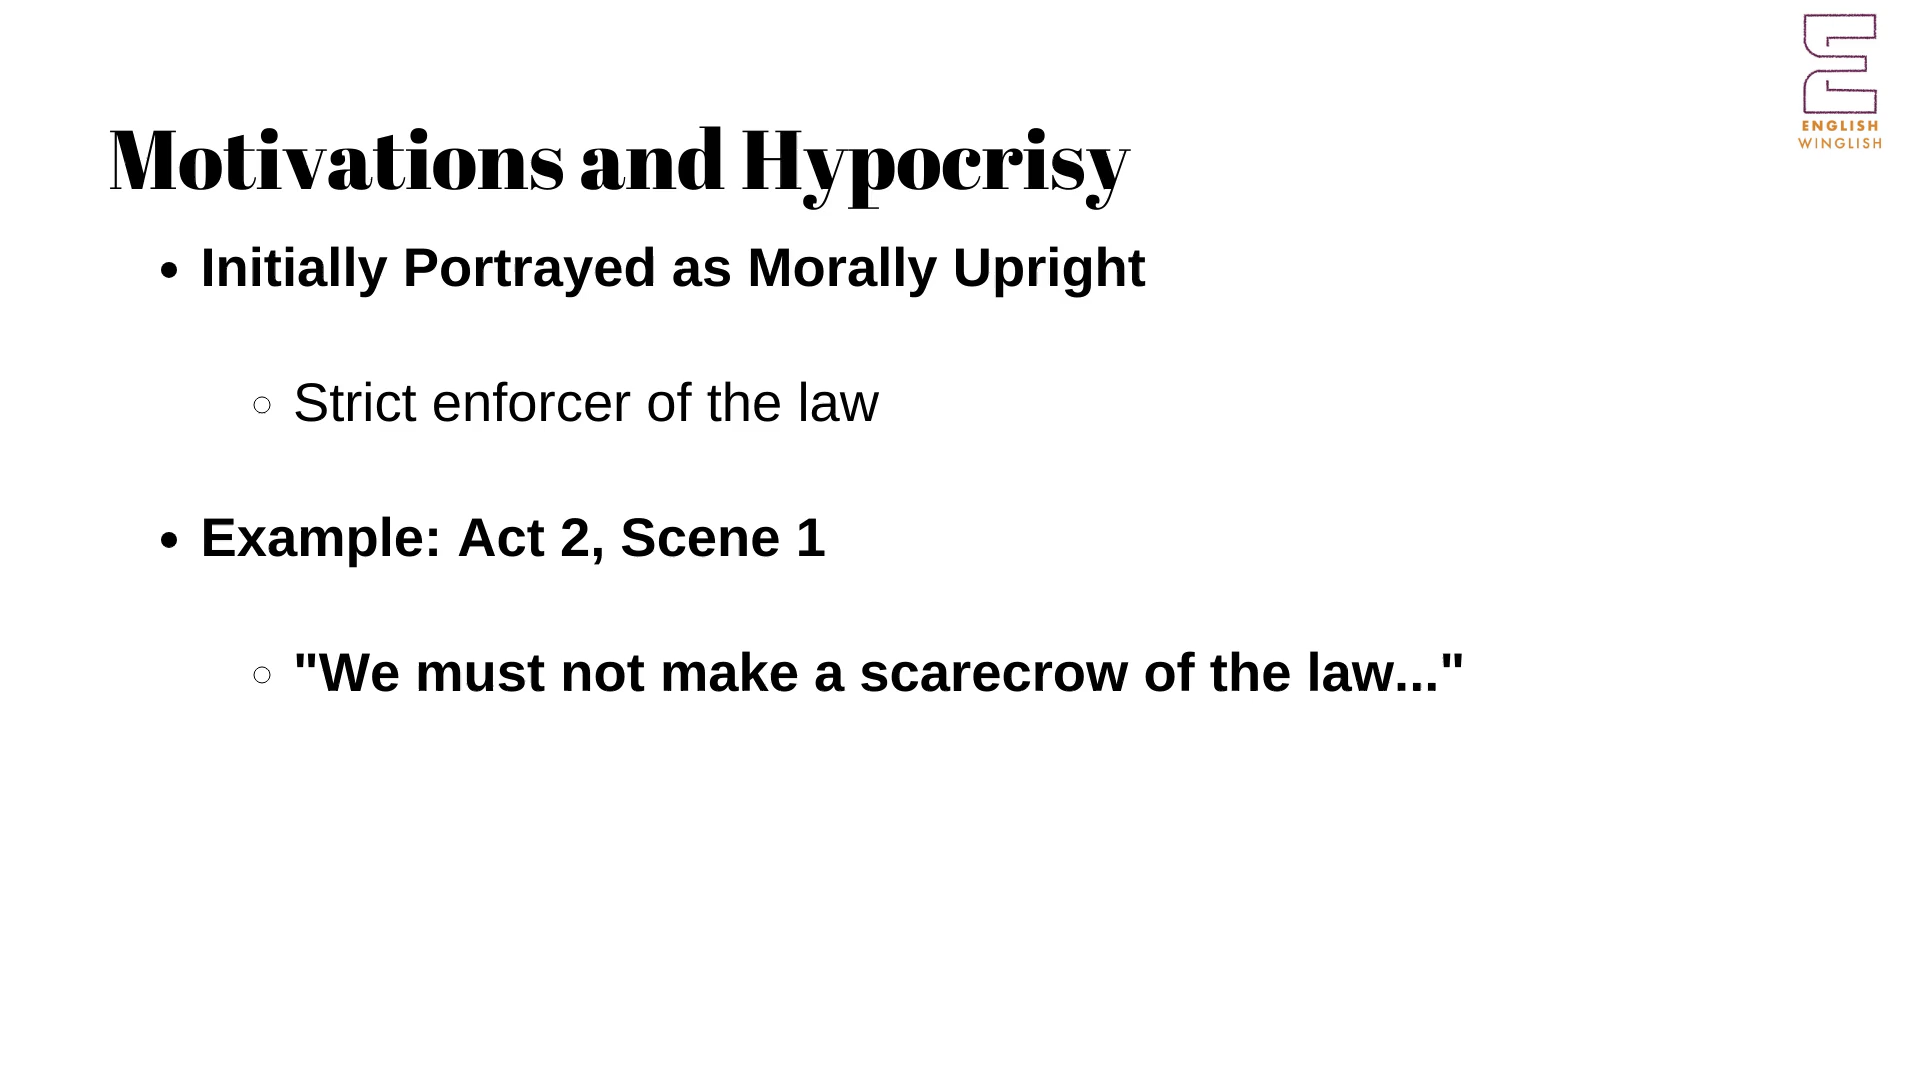 ENGLISH
WINGLISH
Motivations and Hypocrisy
• Initially Portrayed as Morally Upright
○ Strict enforcer of the law
• Example: Act 2, Scene 1
○ "We must not make a scarecrow of the law..."